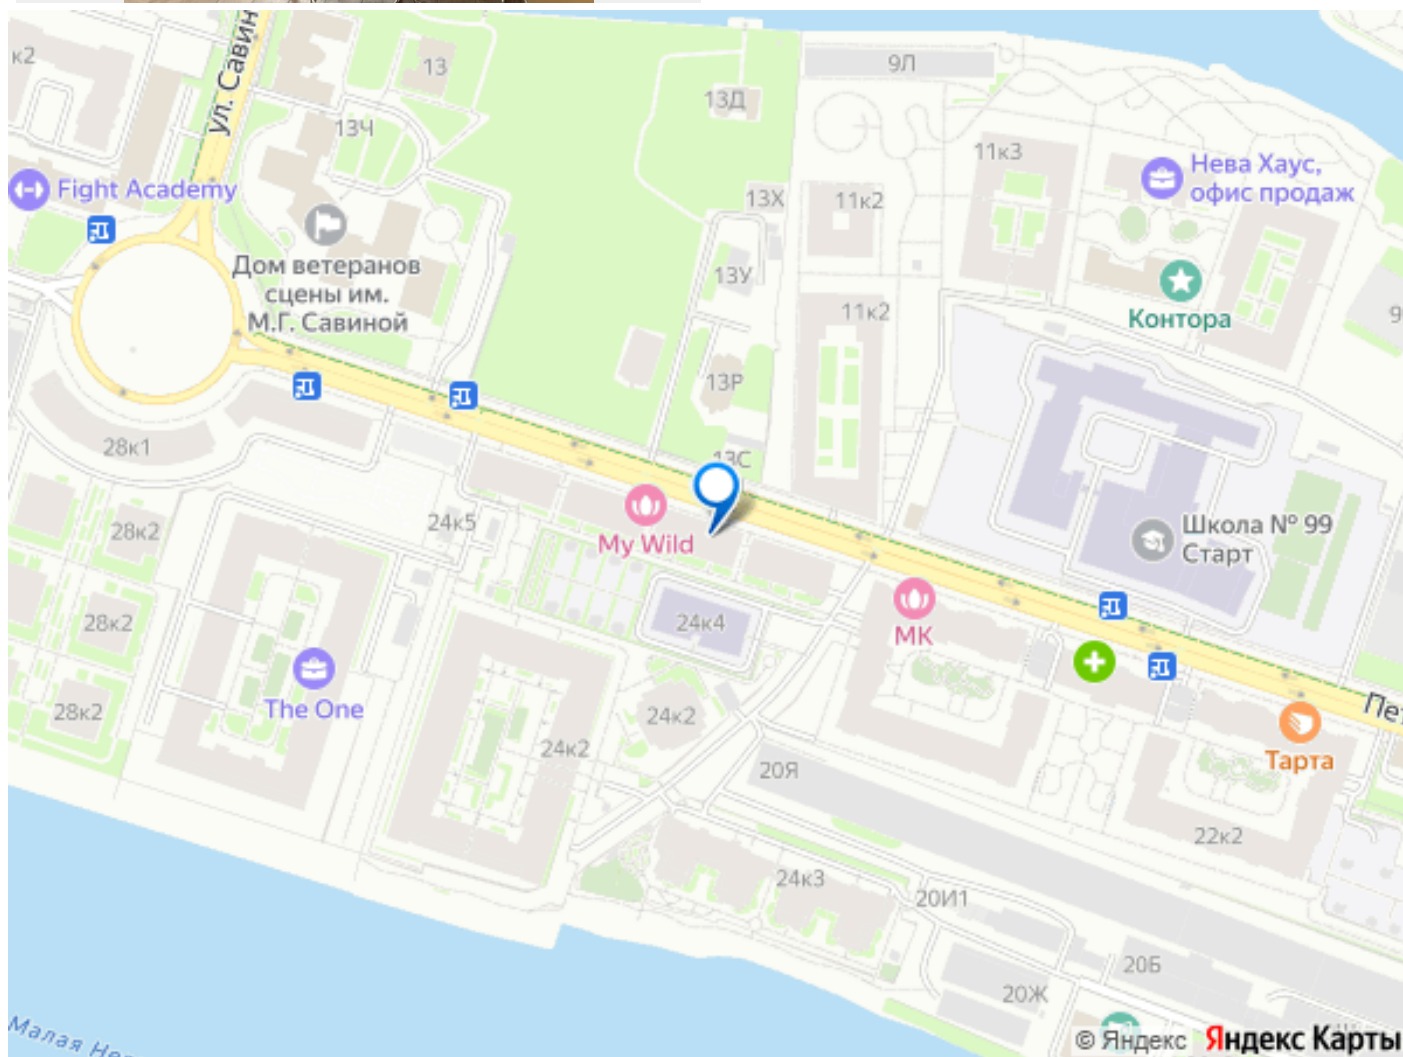 ул. Савин
к2
13
9Л
13Д
13Ч
11к3
Нева Хаус,
офис продаж
Fight Academy
13Х
11к2
Дом ветеранов
сцены им.
М.Г. Савиной
13У
Контора
11к2
9
13Р
28к1
13С
24к5
28к2
My Wild
Школа № 99
Старт
28к2
24к4
МК
The One
28к2
24к2
24к2
Пет
20Я
Тарта
22к2
24к3
20И1
20Б
20Ж
Малая Не
© Яндекс Яндекс Карты